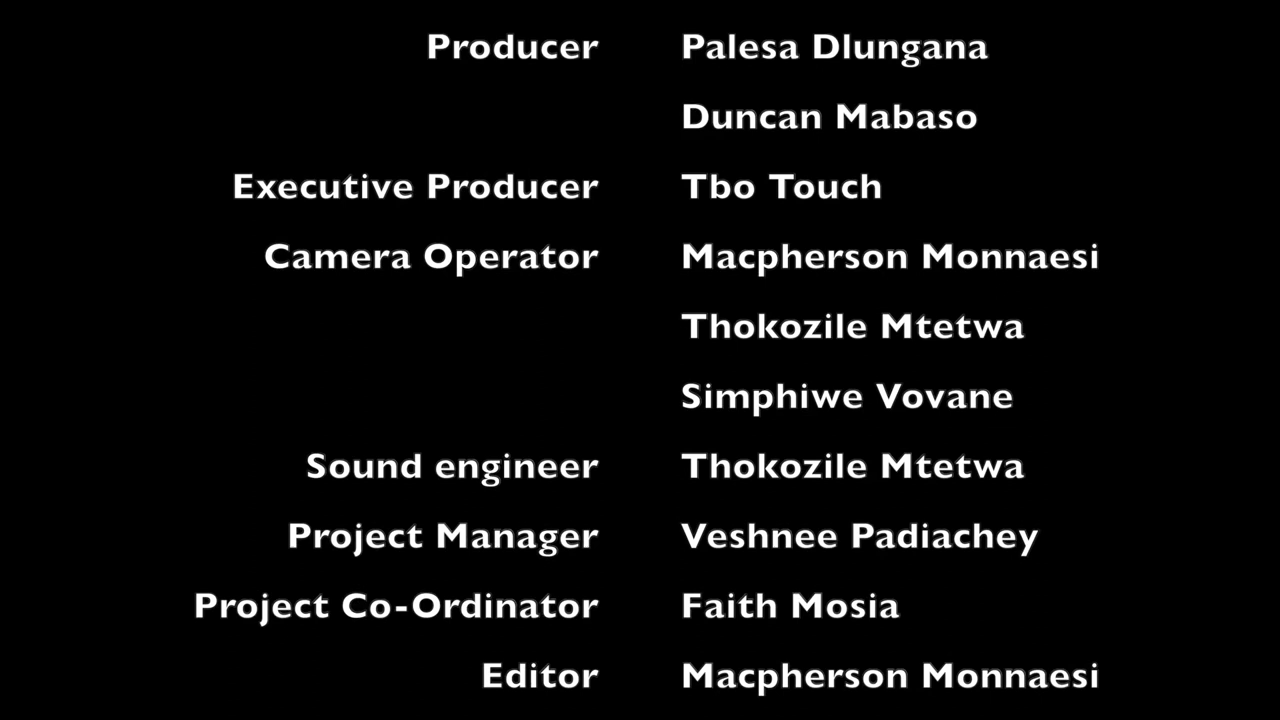 Producer Palesa Dlungana
Duncan Mabaso
Executive Producer Tbo Touch
Camera Operator Macpherson Monnaesi
Thokozile Mtetwa
Simphiwe Vovane
Sound engineer Thokozile Mtetwa
Project Manager Veshnee Padiachey
Project Co-Ordinator Faith Mosia
Editor Macpherson Monnaesi